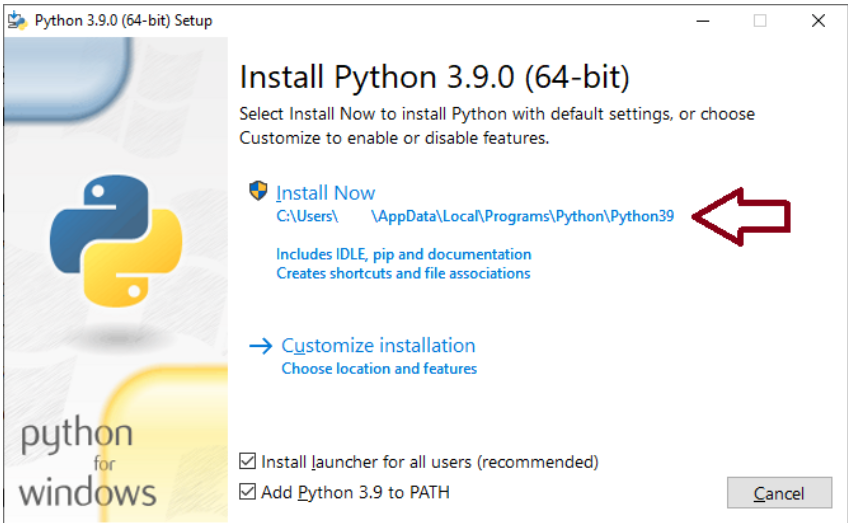 Python 3.9.0 (64-bit) Setup
Install Python 3.9.0 (64-bit)
Select Install Now to install Python with default settings, or choose
Customize to enable or disable features.
Install Now
C:\Users\ \AppData\Local\Programs\Python\Python39
Includes IDLE, pip and documentation
Creates shortcuts and file associations
Customize installation
Choose location and features
python
for
windows
Install launcher for all users (recommended)
Add Python 3.9 to PATH
Cancel